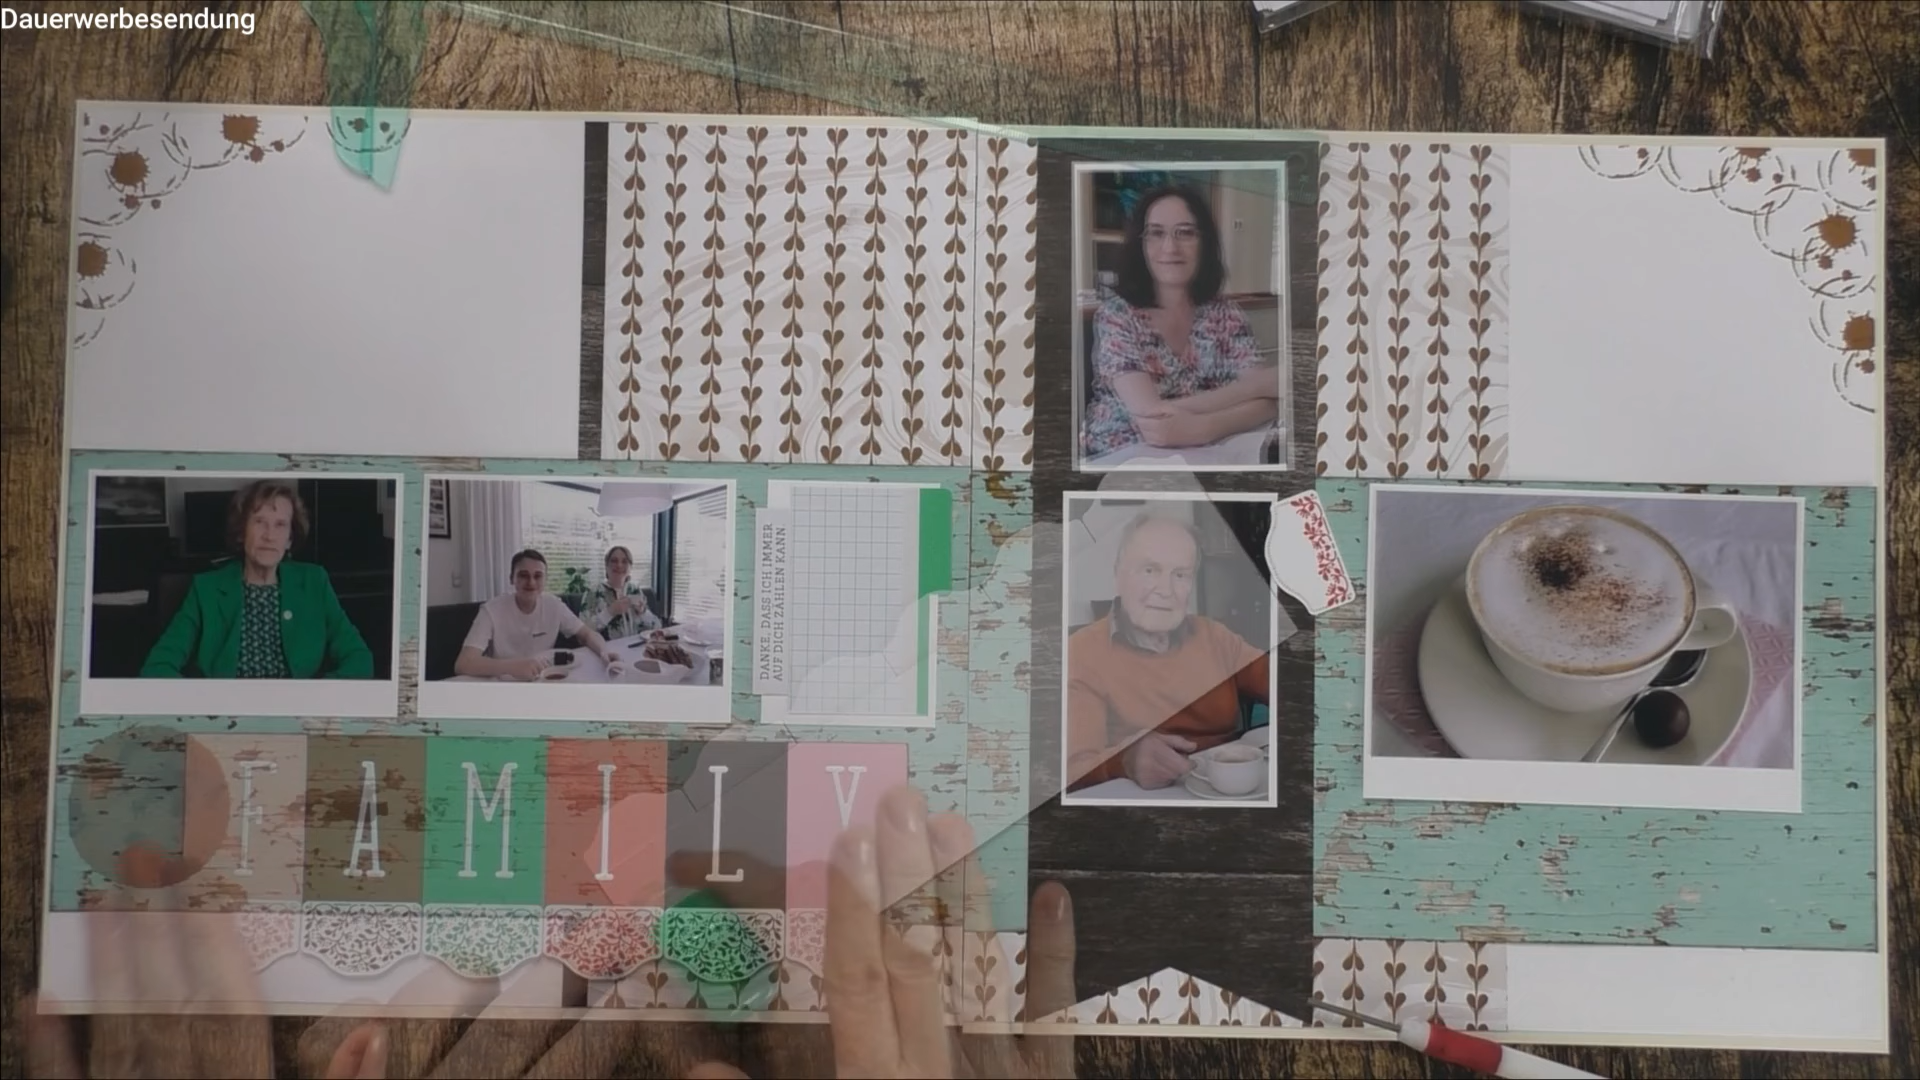 Dauerwerbesendung
DANKE, DASS ICH IMMER
AUF DICH ZÄHLEN KANN.
FAMILY